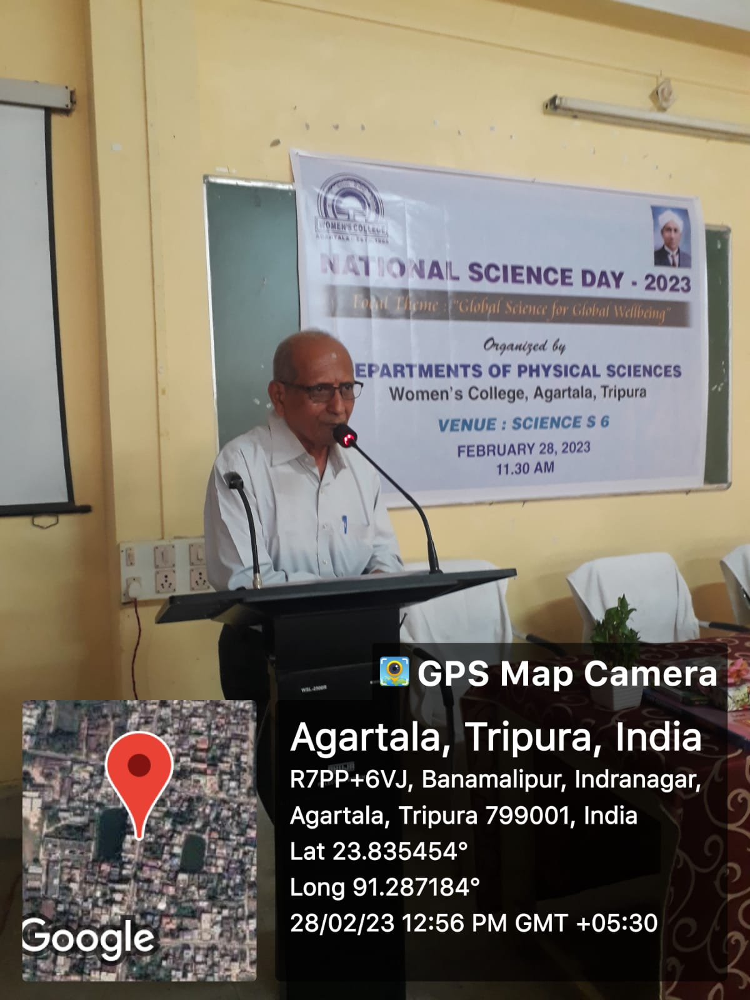 WOMEN'S COLLEGE
NATIONAL SCIENCE DAY - 2023
Focal Theme : "Global Science for Global Wellbeing"
Organized by
EPARTMENTS OF PHYSICAL SCIENCES
Women's College, Agartala, Tripura
VENUE : SCIENCE S 6
FEBRUARY 28, 2023
11.30 AM
WSL-2500R
GPS Map Camera
Agartala, Tripura, India
R7PP+6VJ, Banamalipur, Indranagar,
Agartala, Tripura 799001, India
Lat 23.835454°
Long 91.287184°
28/02/23 12:56 PM GMT +05:30
Google